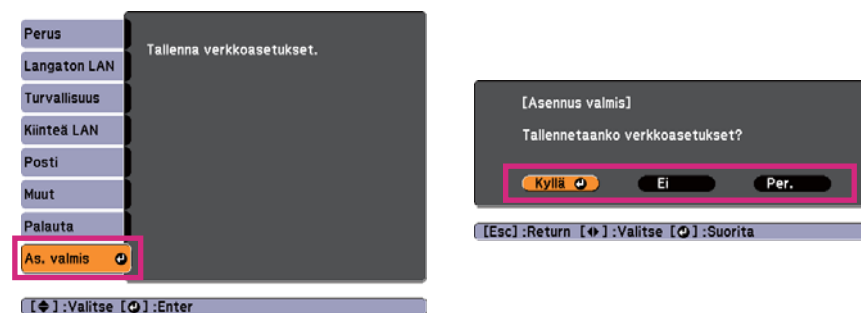 Perus
Langaton LAN
Turvallisuus
Kiinteä LAN
Posti
Muut
Palauta
As. valmis
Tallenna verkkoasetukset.
[◆] :Valitse [⏎] :Enter
[Asennus valmis]
Tallennetaanko verkkoasetukset?
Kyllä Ei Per.
[Esc] :Return [◆] :Valitse [⏎] :Suorita